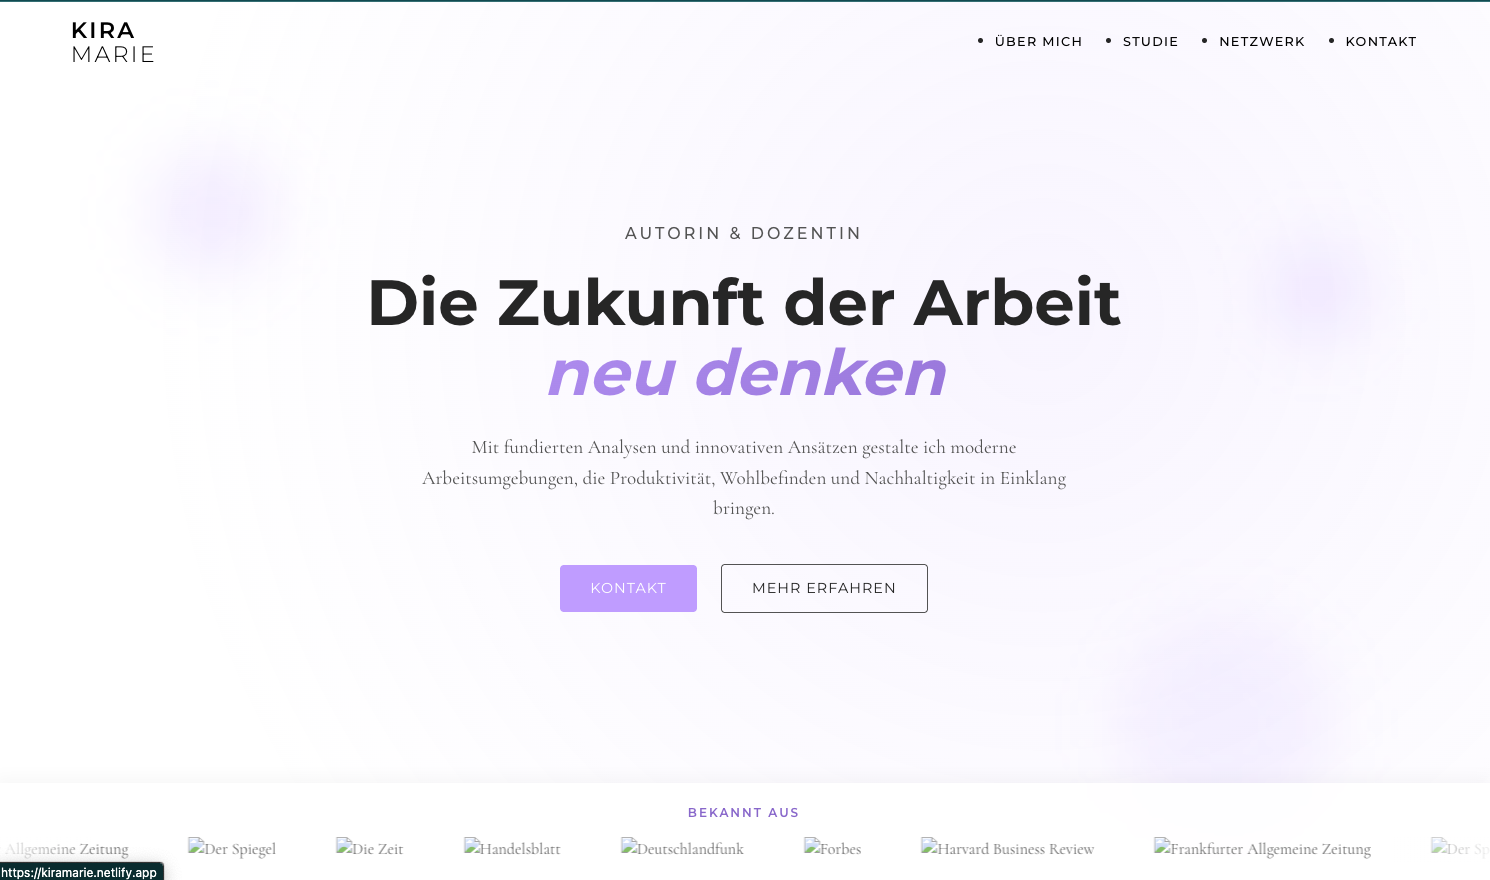 KIRA
MARIE
ÜBER MICH
STUDIE
NETZWERK
KONTAKT
AUTORIN & DOZENTIN
Die Zukunft der Arbeit
neu denken
Mit fundierten Analysen und innovativen Ansätzen gestalte ich moderne
Arbeitsumgebungen, die Produktivität, Wohlbefinden und Nachhaltigkeit in Einklang
bringen.
KONTAKT
MEHR ERFAHREN
BEKANNT AUS
Allgemeine Zeitung
Der Spiegel
Die Zeit
Handelsblatt
Deutschlandfunk
Forbes
Harvard Business Review
Frankfurter Allgemeine Zeitung
Der Sp
https://kiramarie.netlify.app